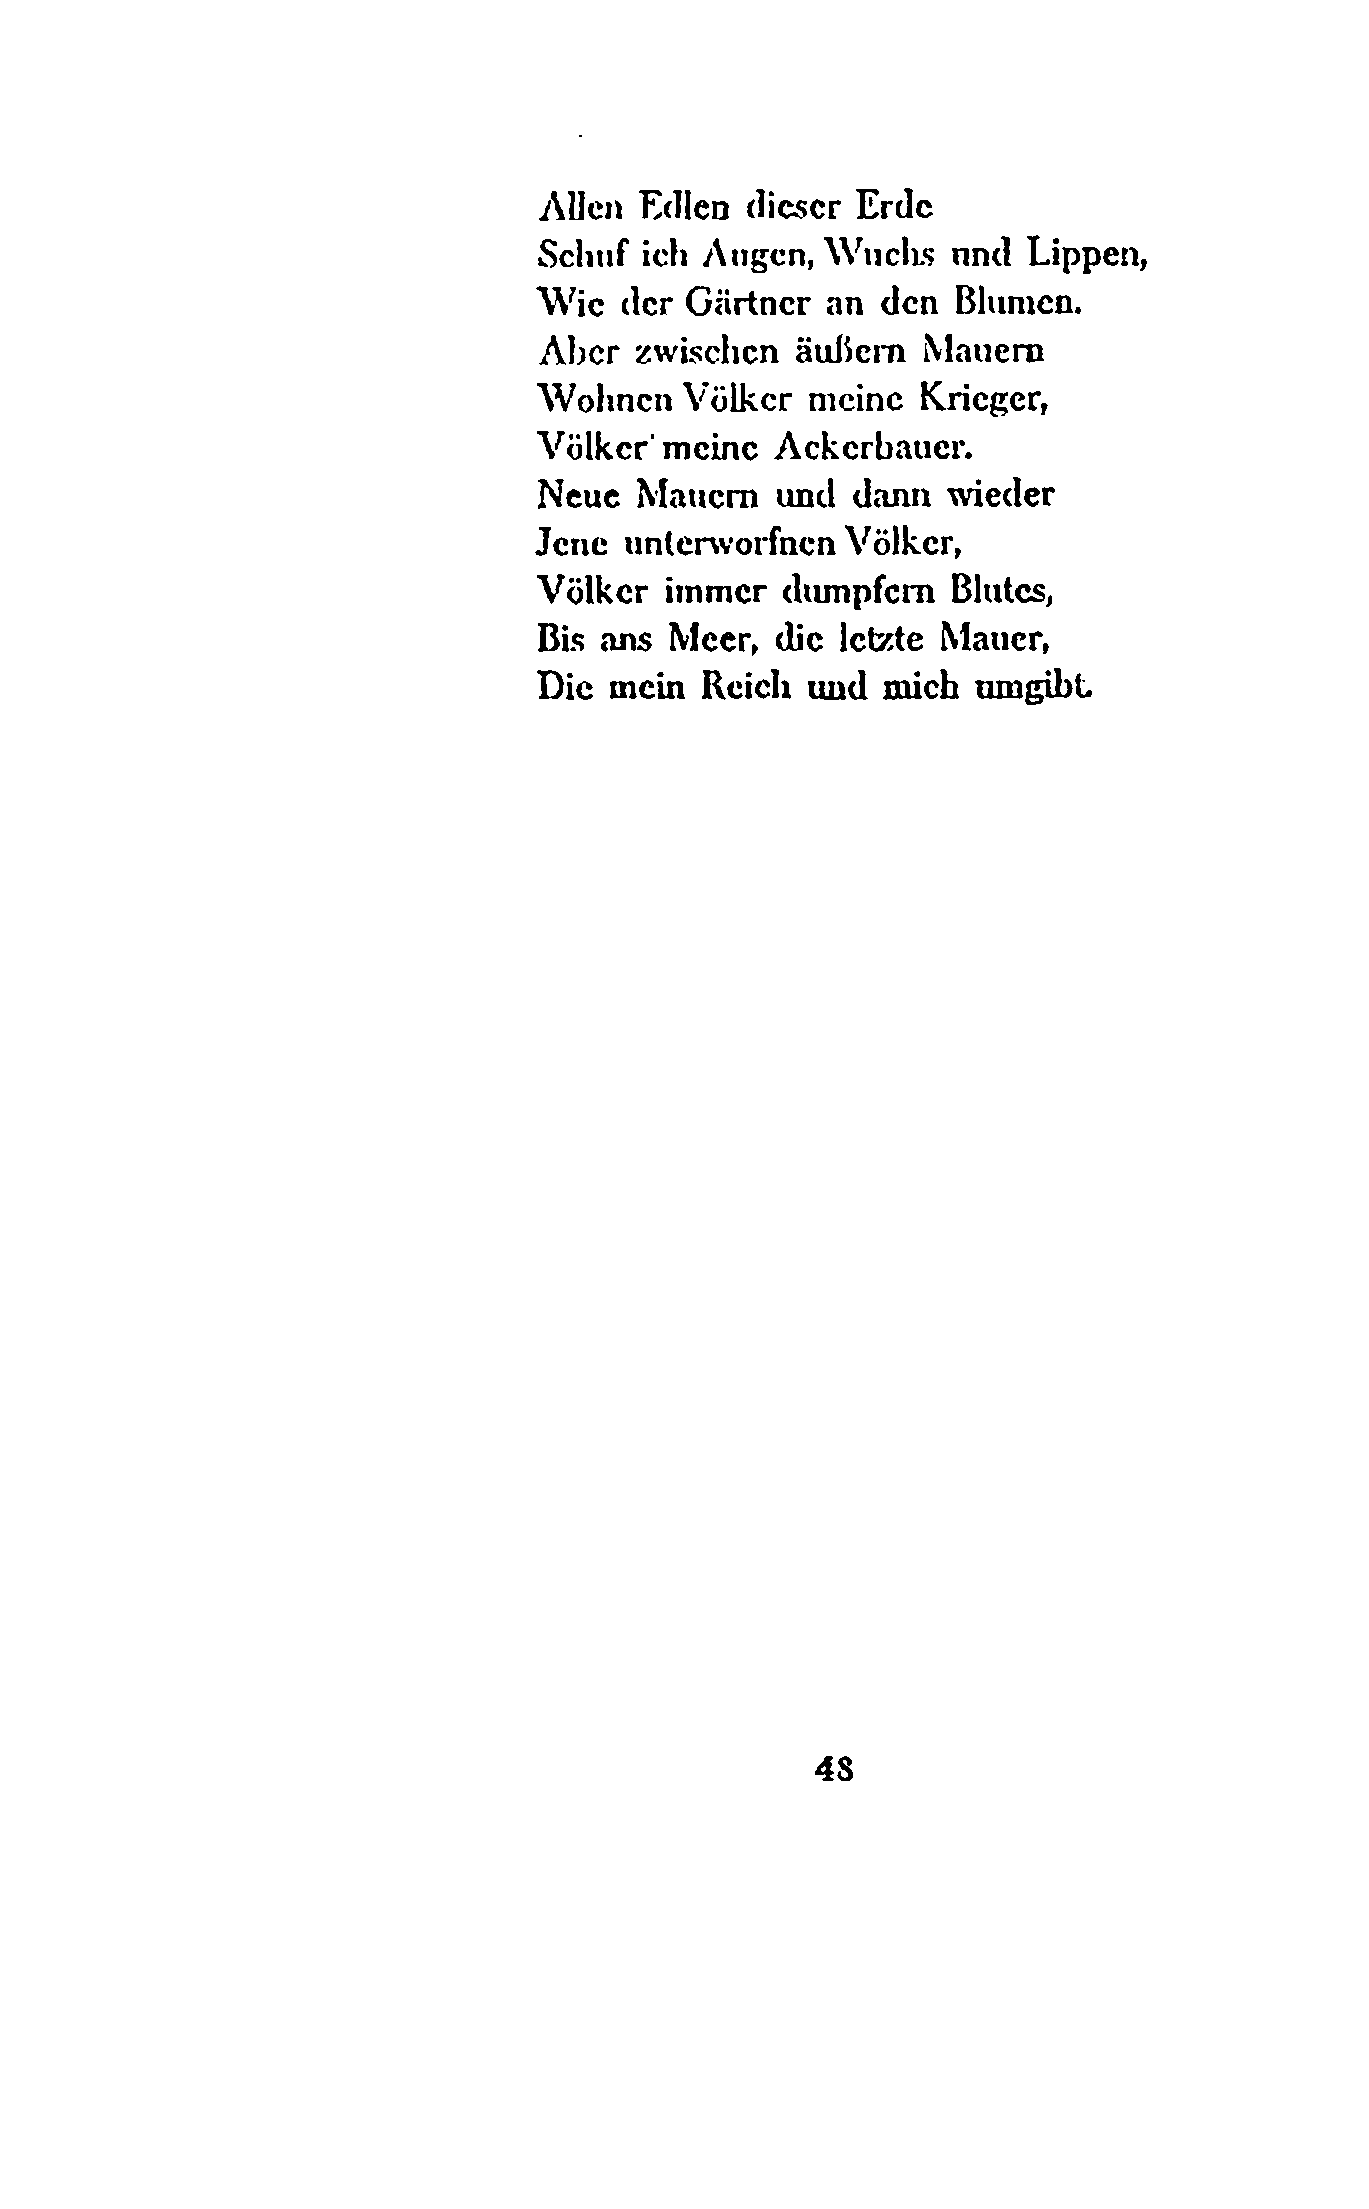 Allen Edlen dieser Erde
Schuf ich Augen, Wuchs und Lippen,
Wie der Gärtner an den Blumen.
Aber zwischen äußern Mauern
Wohnen Völker meine Krieger,
Völker meine Ackerbauer.
Neue Mauern und dann wieder
Jene unterworfnen Völker,
Völker immer dumpfern Blutes,
Bis ans Meer, die letzte Mauer,
Die mein Reich und mich umgibt.
48